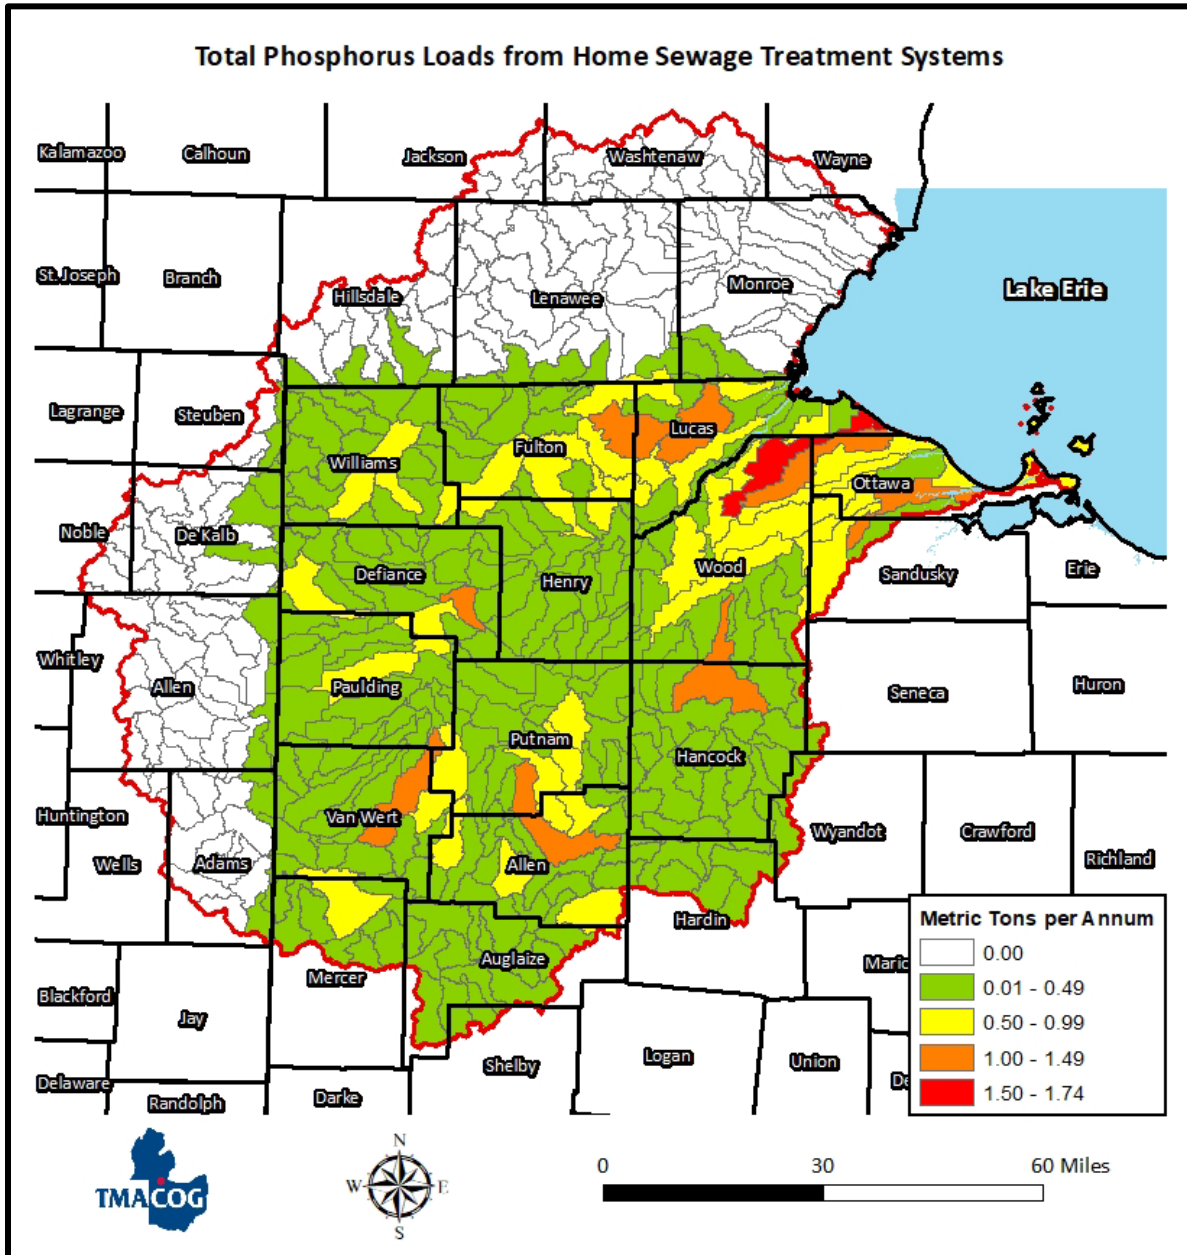 Total Phosphorus Loads from Home Sewage Treatment Systems
Kalamazoo
Calhoun
Jackson
Washtenaw
Wayne
St. Joseph
Branch
Hillsdale
Lenawee
Monroe
Lake Erie
Lagrange
Steuben
Williams
Fulton
Lucas
Ottawa
Noble
De Kalb
Defiance
Henry
Wood
Sandusky
Erie
Whitley
Allen
Paulding
Putnam
Hancock
Seneca
Huron
Huntington
Wells
Adams
Van Wert
Allen
Wyandot
Crawford
Richland
Hardin
Mercer
Auglaize
Maric
Blackford
Jay
Shelby
Logan
Union
De
Delaware
Randolph
Darke
Metric Tons per Annum
0.00
0.01 - 0.49
0.50 - 0.99
1.00 - 1.49
1.50 - 1.74
TMACOG
N
W
E
S
0 30 60 Miles